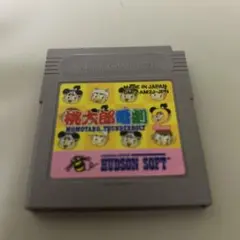 MADE IN JAPAN
桃太郎電劇
MOMOTARO THUNDERBOLT
HUDSON SOFT